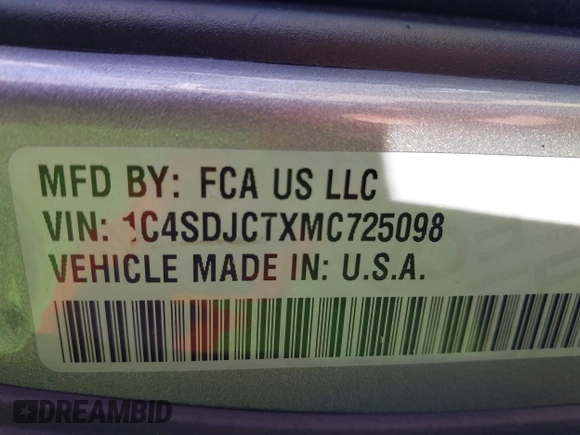 MFD BY: FCA US LLC
VIN: 1C4SDJCTXMC725098
VEHICLE MADE IN: U.S.A.
DREAMBID